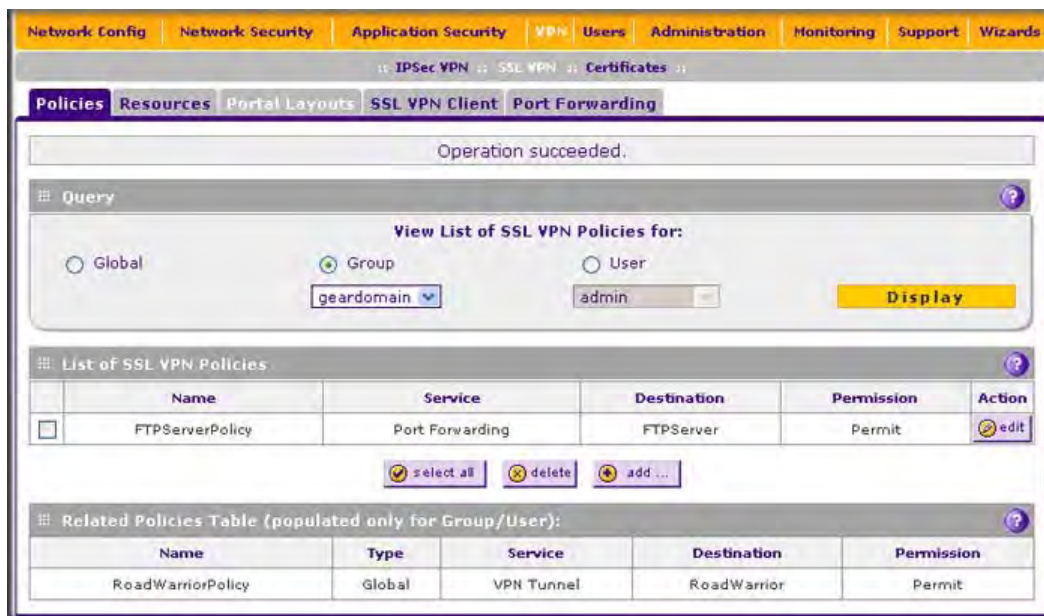 Network Config Network Security Application Security VPN Users Administration Monitoring Support Wizards
:: IPSec VPN :: SSL VPN :: Certificates ::
Policies Resources Portal Layouts SSL VPN Client Port Forwarding
Operation succeeded.
Query ?
View List of SSL VPN Policies for:
Global Group User
geardomain admin Display
List of SSL VPN Policies ?
Name Service Destination Permission Action
FTPServerPolicy Port Forwarding FTPServer Permit edit
select all delete add ...
Related Policies Table (populated only for Group/User): ?
Name Type Service Destination Permission
RoadWarriorPolicy Global VPN Tunnel RoadWarrior Permit